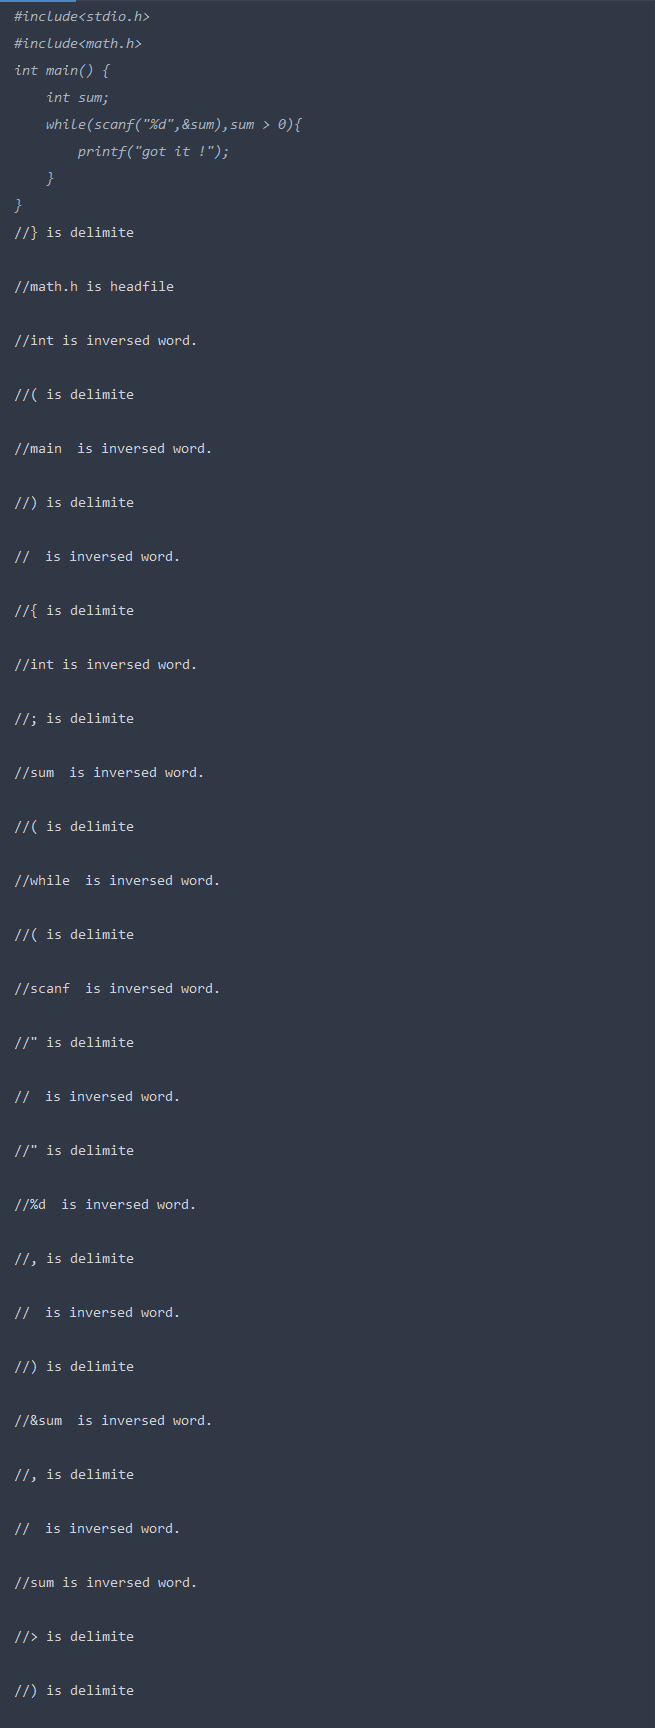 #include<stdio.h>
#include<math.h>
int main() {
    int sum;
    while(scanf("%d",&sum),sum > 0){
        printf("got it !");
    }
}
//} is delimite
//math.h is headfile
//int is inversed word.
//( is delimite
//main  is inversed word.
//) is delimite
//  is inversed word.
//{ is delimite
//int is inversed word.
//; is delimite
//sum  is inversed word.
//( is delimite
//while  is inversed word.
//( is delimite
//scanf  is inversed word.
//" is delimite
//  is inversed word.
//" is delimite
//%d  is inversed word.
//, is delimite
//  is inversed word.
//) is delimite
//&sum  is inversed word.
//, is delimite
//  is inversed word.
//sum is inversed word.
//> is delimite
//) is delimite